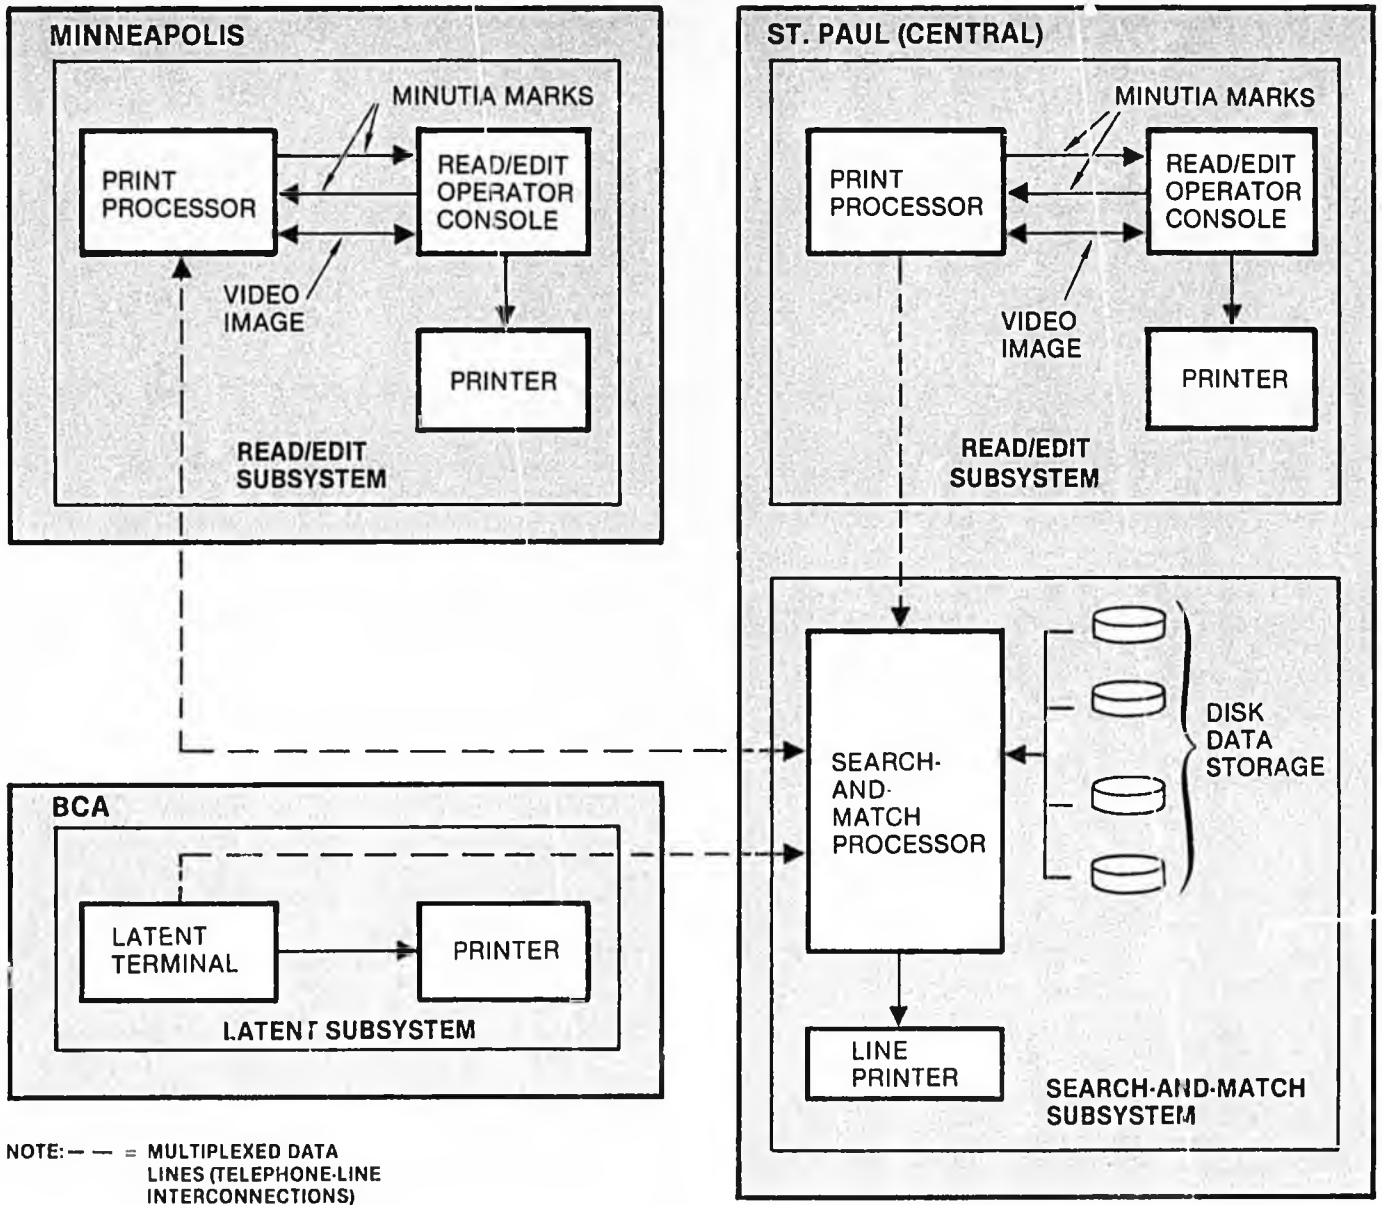 MINNEAPOLIS
MINUTIA MARKS
PRINT
PROCESSOR
READ/EDIT
OPERATOR
CONSOLE
VIDEO
IMAGE
PRINTER
READ/EDIT
SUBSYSTEM
ST. PAUL (CENTRAL)
MINUTIA MARKS
PRINT
PROCESSOR
READ/EDIT
OPERATOR
CONSOLE
VIDEO
IMAGE
PRINTER
READ/EDIT
SUBSYSTEM
SEARCH-
AND-
MATCH
PROCESSOR
DISK
DATA
STORAGE
LINE
PRINTER
SEARCH-AND-MATCH
SUBSYSTEM
BCA
LATENT
TERMINAL
PRINTER
LATENT SUBSYSTEM
NOTE: — — = MULTIPLEXED DATA
LINES (TELEPHONE-LINE
INTERCONNECTIONS)